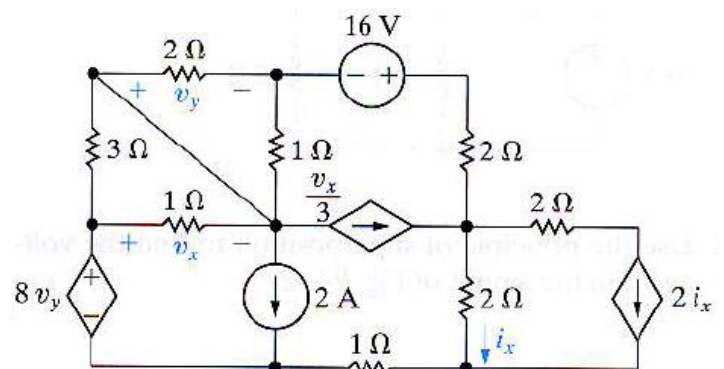 16 V
2 Ω
+ v_y −
− +
3 Ω
1 Ω
2 Ω
v_x/3
1 Ω
2 Ω
+ v_x −
8 v_y
+
−
2 A
2 Ω
2 i_x
1 Ω
i_x